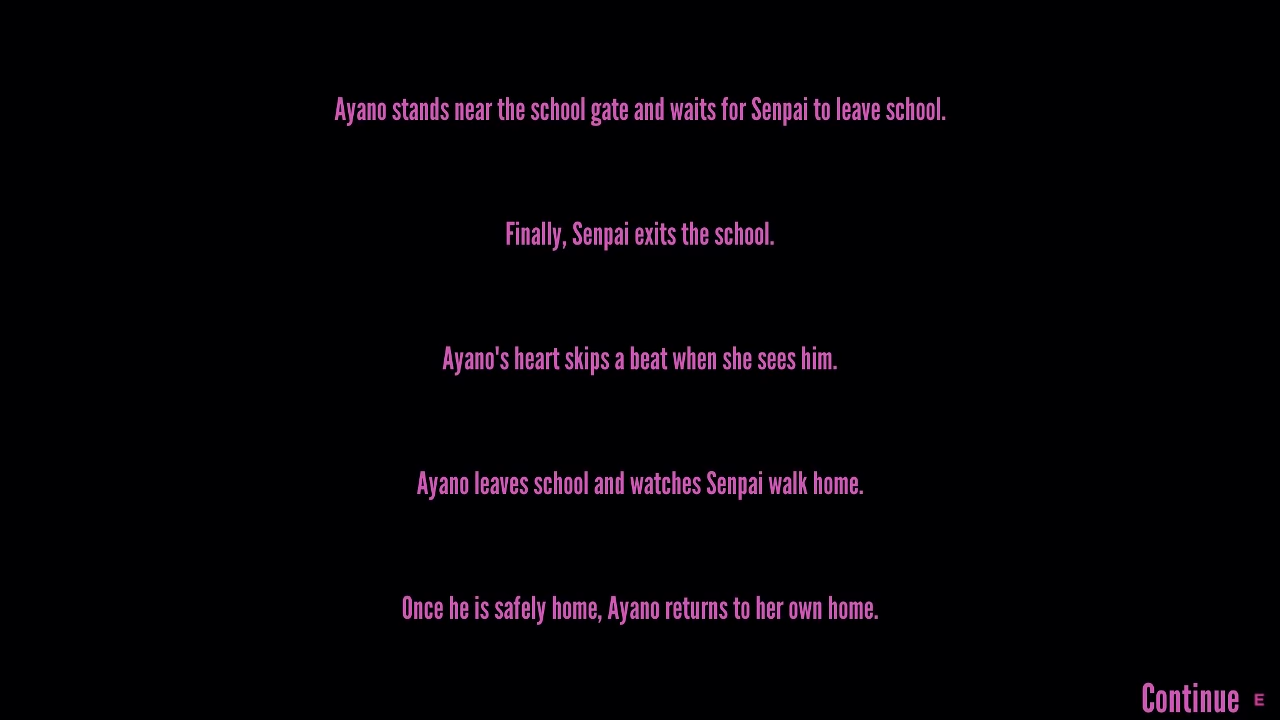 Ayano stands near the school gate and waits for Senpai to leave school.
Finally, Senpai exits the school.
Ayano's heart skips a beat when she sees him.
Ayano leaves school and watches Senpai walk home.
Once he is safely home, Ayano returns to her own home.
Continue E